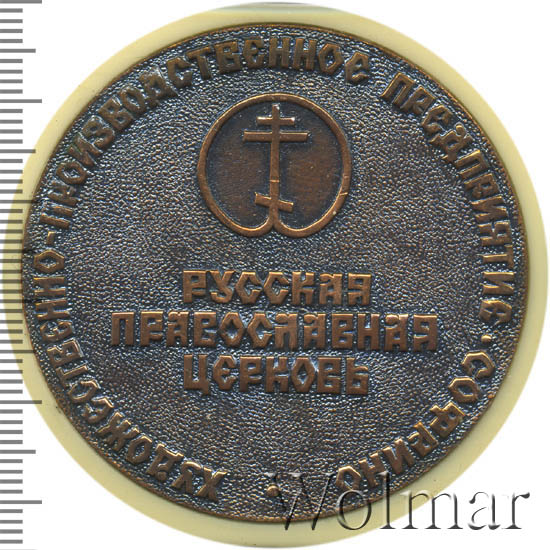 ХУДОЖЕСТВЕННО-ПРОИЗВОДСТВЕННОЕ ПРЕДПРИЯТИЕ·СОФРИНО·
РУССКАЯ
ПРАВОСЛАВНАЯ
ЦЕРКОВЬ
Wolmar